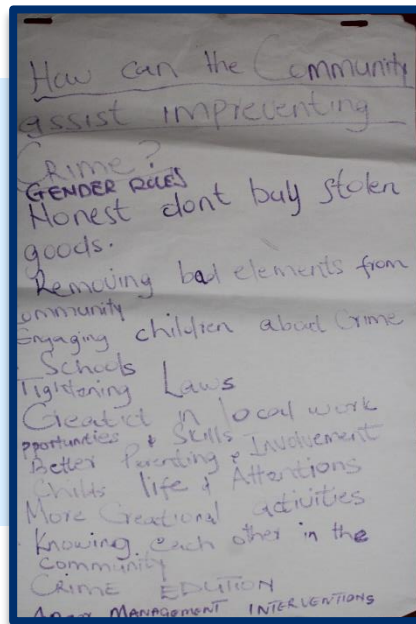 How can the Community
assist impreventing
Crime?
GENDER ROLES
Honest dont buy stolen
goods.
Removing bad elements from
ommunity
Engaging children about Crime
Schools
Tightening Laws
in local work
pportunities & Skills
Better Parenting & Involvement
Childs life & Attentions
More Creational activities
Knowing each other in the
community
CRIME EDUTION
MANAGEMENT INTERVENTIONS